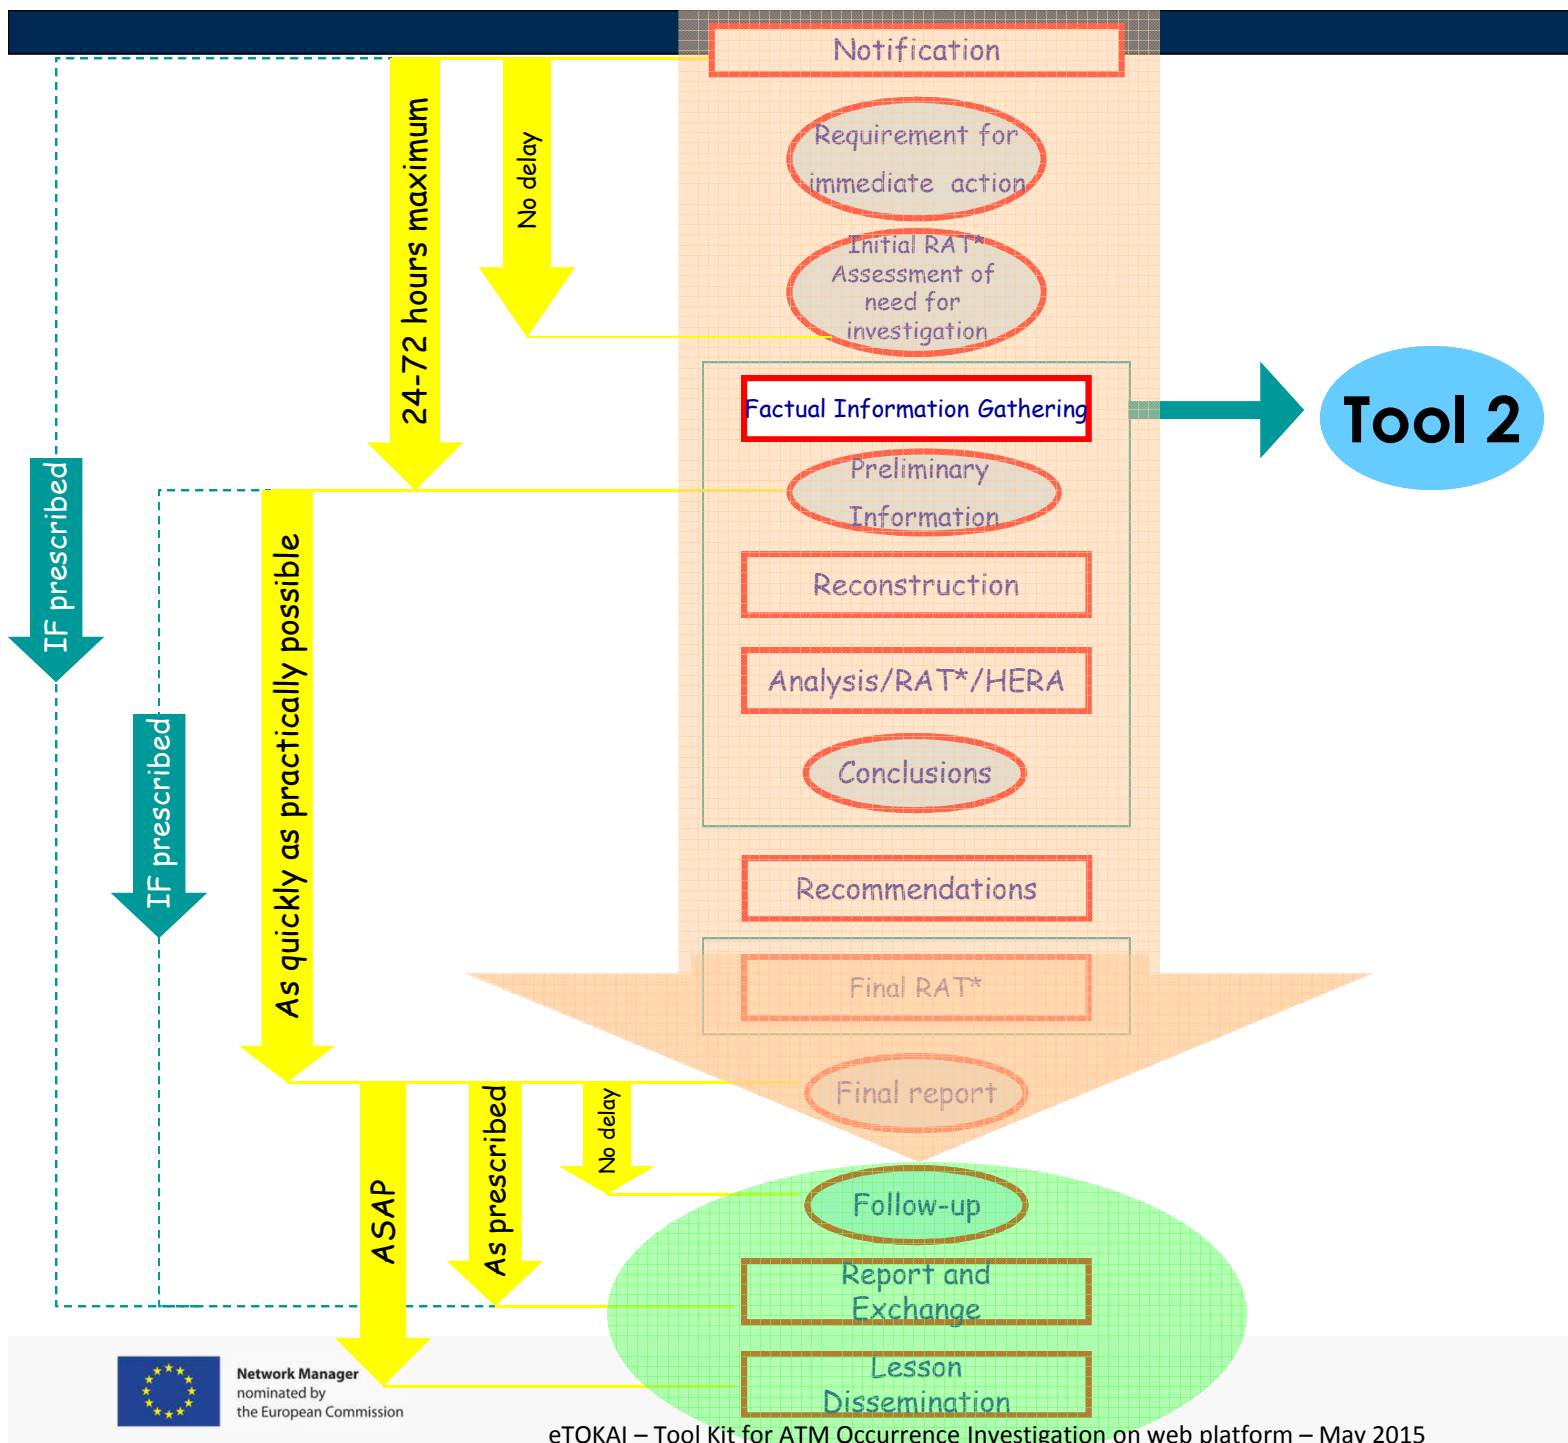 Notification
Requirement for
immediate action
Initial RAT*
Assessment of
need for
investigation
Factual Information Gathering
Tool 2
Preliminary
Information
Reconstruction
Analysis/RAT*/HERA
Conclusions
Recommendations
Final RAT*
Final report
Follow-up
Report and
Exchange
Lesson
Dissemination
No delay
24-72 hours maximum
IF prescribed
IF prescribed
As quickly as practically possible
ASAP
As prescribed
No delay
Network Manager
nominated by
the European Commission
eTOKAI – Tool Kit for ATM Occurrence Investigation on web platform – May 2015